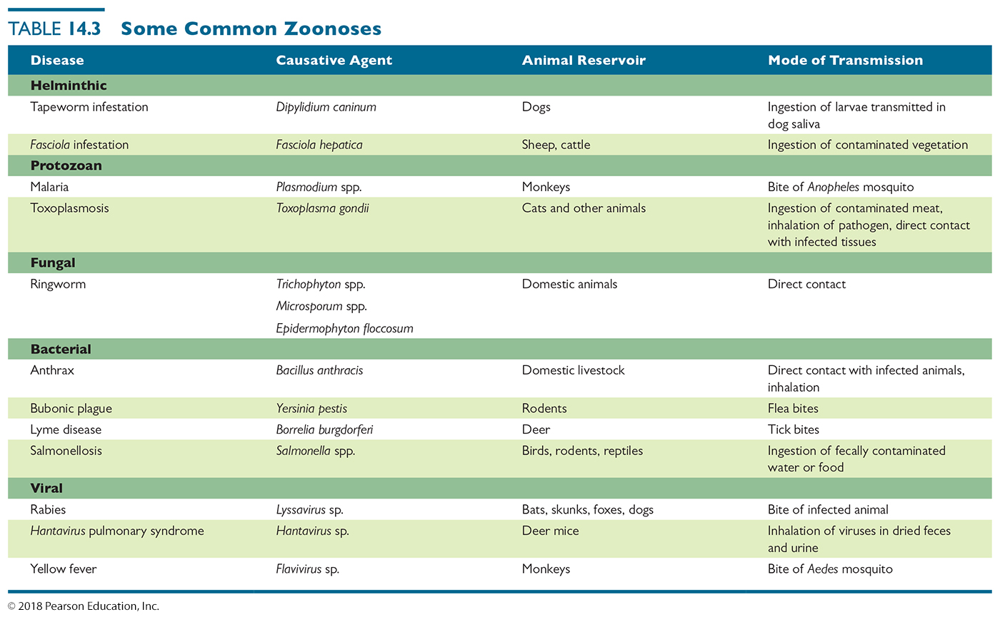 TABLE 14.3 Some Common Zoonoses
Disease Causative Agent Animal Reservoir Mode of Transmission
Helminthic
Tapeworm infestation Dipylidium caninum Dogs Ingestion of larvae transmitted in
dog saliva
Fasciola infestation Fasciola hepatica Sheep, cattle Ingestion of contaminated vegetation
Protozoan
Malaria Plasmodium spp. Monkeys Bite of Anopheles mosquito
Toxoplasmosis Toxoplasma gondii Cats and other animals Ingestion of contaminated meat,
inhalation of pathogen, direct contact
with infected tissues
Fungal
Ringworm Trichophyton spp. Domestic animals Direct contact
Microsporum spp.
Epidermophyton floccosum
Bacterial
Anthrax Bacillus anthracis Domestic livestock Direct contact with infected animals,
inhalation
Bubonic plague Yersinia pestis Rodents Flea bites
Lyme disease Borrelia burgdorferi Deer Tick bites
Salmonellosis Salmonella spp. Birds, rodents, reptiles Ingestion of fecally contaminated
water or food
Viral
Rabies Lyssavirus sp. Bats, skunks, foxes, dogs Bite of infected animal
Hantavirus pulmonary syndrome Hantavirus sp. Deer mice Inhalation of viruses in dried feces
and urine
Yellow fever Flavivirus sp. Monkeys Bite of Aedes mosquito
© 2018 Pearson Education, Inc.